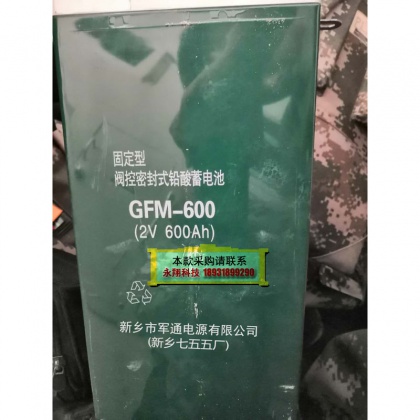 固定型
阀控密封式铅酸蓄电池
GFM-600
(2V 600Ah)
本款采购请联系
永翔科技 18931899290
新乡市军通电源有限公司
(新乡七五五厂)